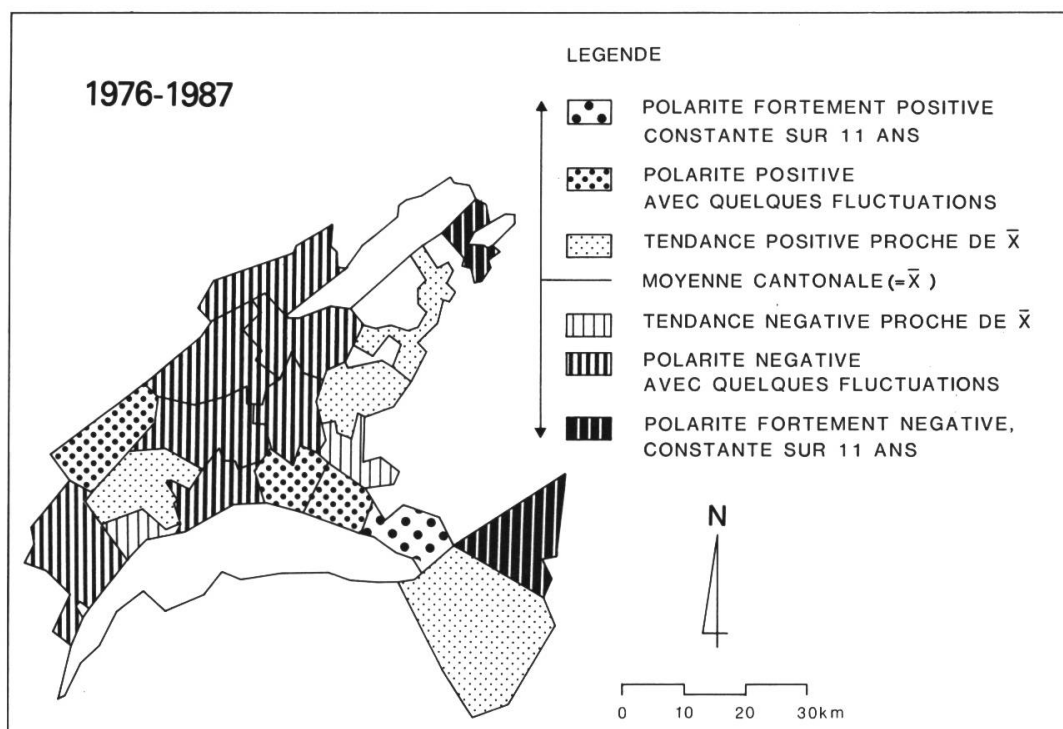 1976-1987
LEGENDE
POLARITE FORTEMENT POSITIVE
CONSTANTE SUR 11 ANS
POLARITE POSITIVE
AVEC QUELQUES FLUCTUATIONS
TENDANCE POSITIVE PROCHE DE X̄
MOYENNE CANTONALE (= X̄ )
TENDANCE NEGATIVE PROCHE DE X̄
POLARITE NEGATIVE
AVEC QUELQUES FLUCTUATIONS
POLARITE FORTEMENT NEGATIVE,
CONSTANTE SUR 11 ANS
N
0 10 20 30km